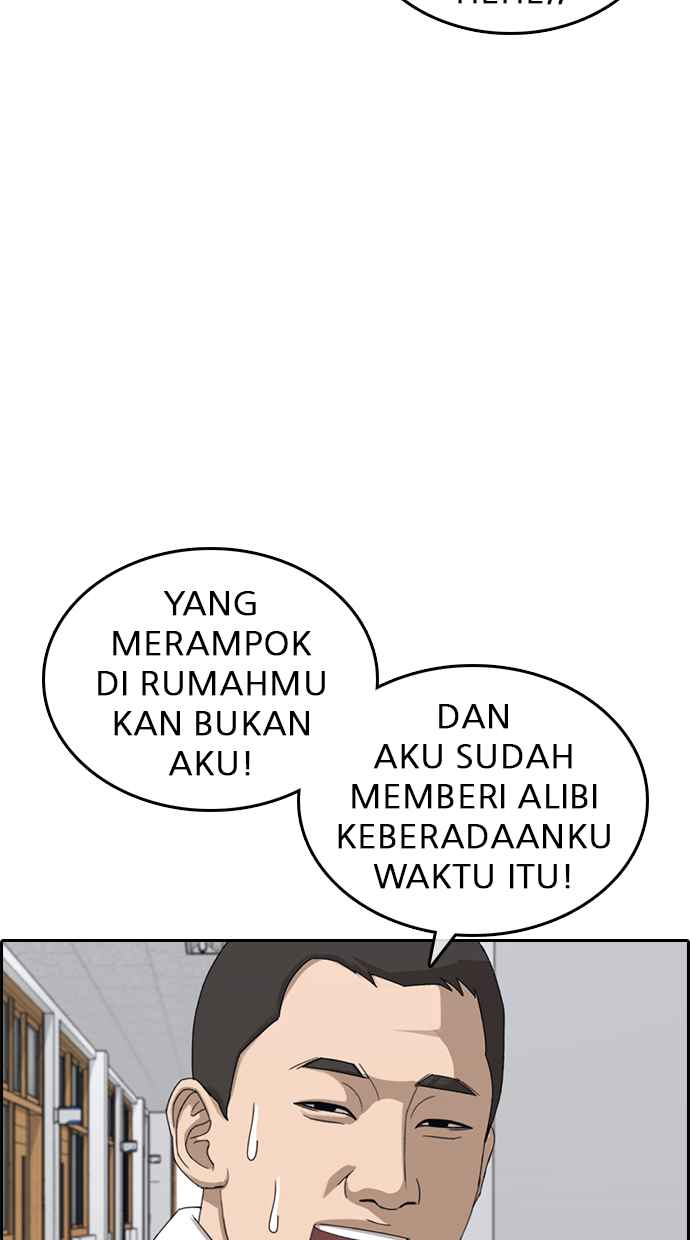 YANG
MERAMPOK
DI RUMAHMU
KAN BUKAN
AKU!
DAN
AKU SUDAH
MEMBERI ALIBI
KEBERADAANKU
WAKTU ITU!